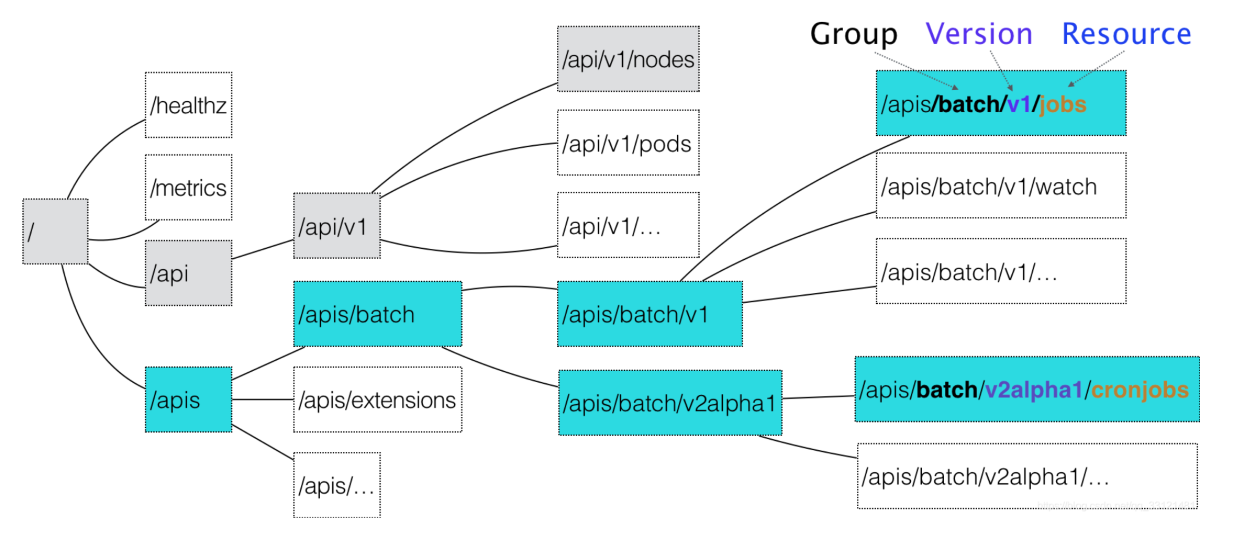 Group Version Resource
/healthz
/metrics
/
/api
/apis
/api/v1
/apis/batch
/apis/extensions
/apis/...
/api/v1/nodes
/api/v1/pods
/api/v1/...
/apis/batch/v1
/apis/batch/v2alpha1
/apis/batch/v1/jobs
/apis/batch/v1/watch
/apis/batch/v1/...
/apis/batch/v2alpha1/cronjobs
/apis/batch/v2alpha1/...